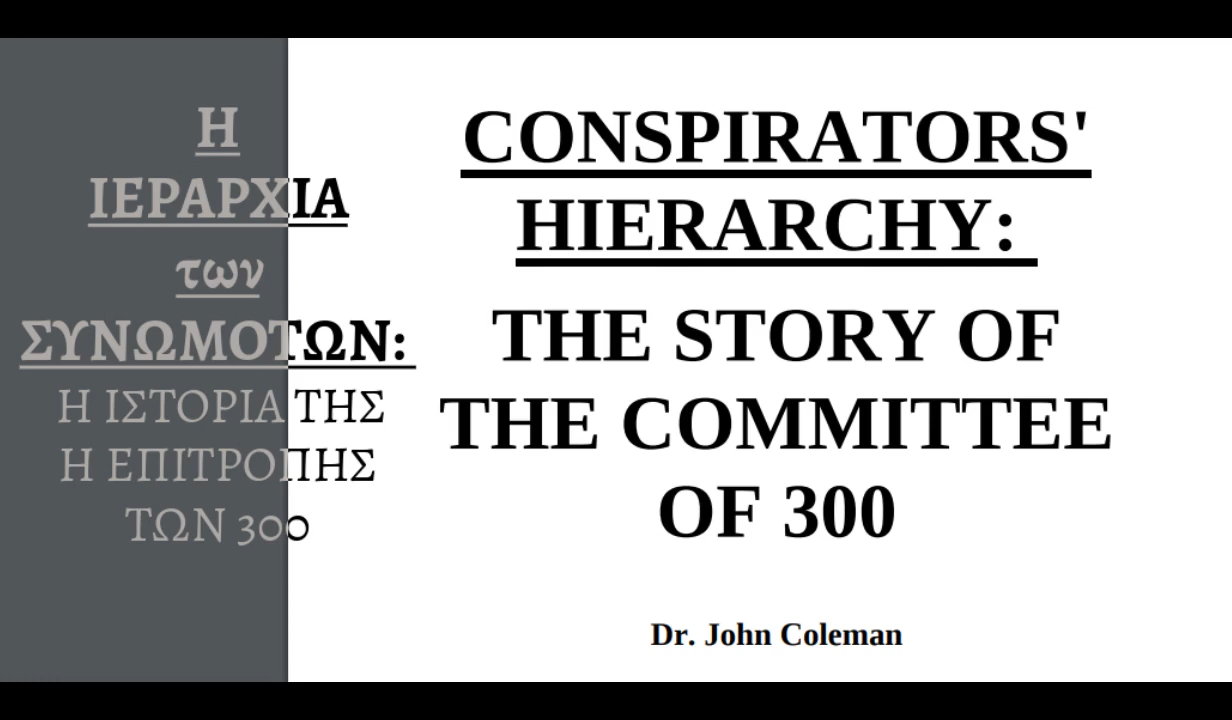 Η
ΙΕΡΑΡΧΙΑ
των
ΣΥΝΩΜΟΤΩΝ:
Η ΙΣΤΟΡΙΑ ΤΗΣ
Η ΕΠΙΤΡΟΠΗΣ
ΤΩΝ 300
CONSPIRATORS'
HIERARCHY:
THE STORY OF
THE COMMITTEE
OF 300
Dr. John Coleman